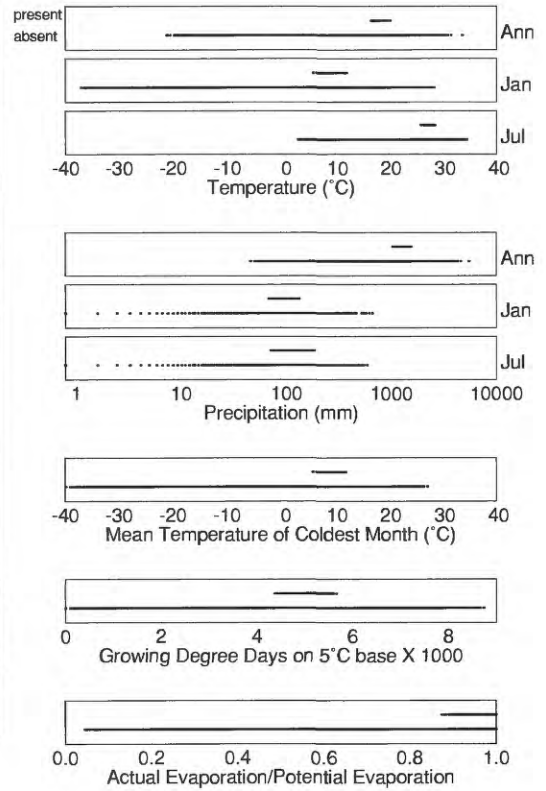 present
absent
Ann
Jan
Jul
-40 -30 -20 -10 0 10 20 30 40
Temperature (°C)
Ann
Jan
Jul
1 10 100 1000 10000
Precipitation (mm)
-40 -30 -20 -10 0 10 20 30 40
Mean Temperature of Coldest Month (°C)
0 2 4 6 8
Growing Degree Days on 5°C base X 1000
0.0 0.2 0.4 0.6 0.8 1.0
Actual Evaporation/Potential Evaporation